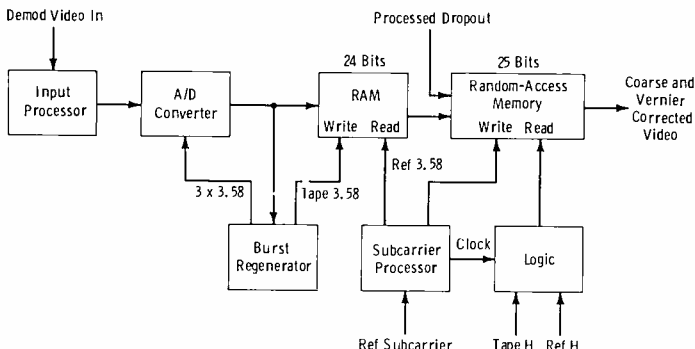 Demod Video In
Processed Dropout
24 Bits
25 Bits
Input
Processor
A/D
Converter
RAM
Write Read
Random-Access
Memory
Write Read
Coarse and
Vernier
Corrected
Video
3 x 3.58
Tape 3.58
Ref 3.58
Burst
Regenerator
Subcarrier
Processor
Clock
Logic
Ref Subcarrier
Tape H Ref H